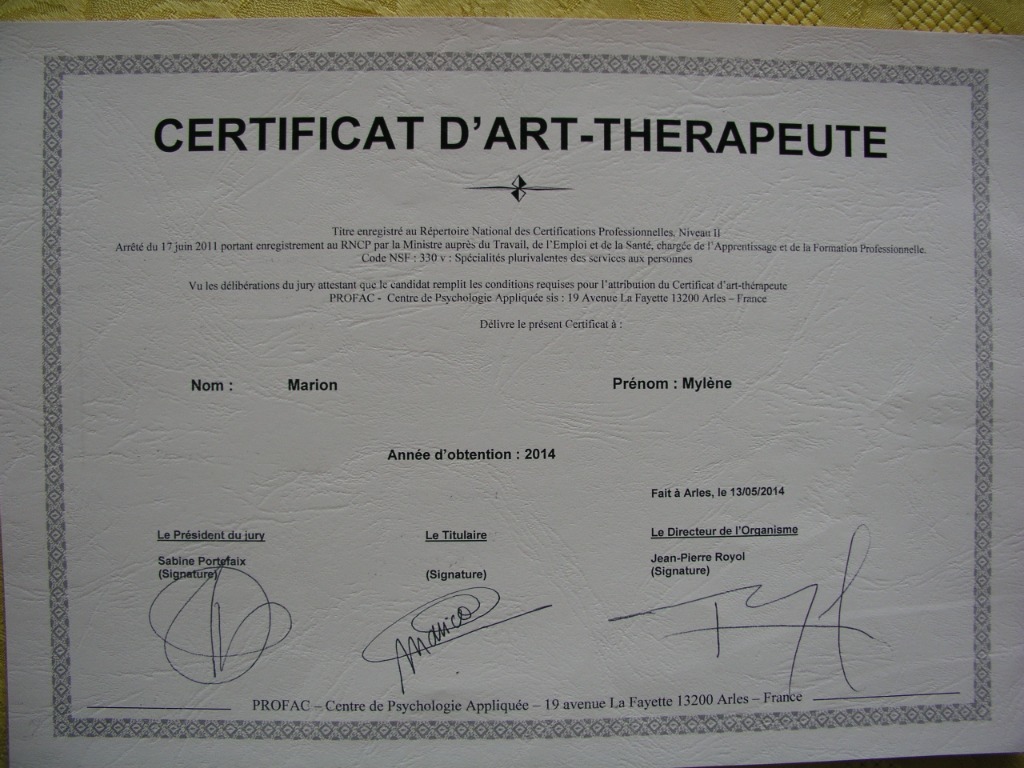 CERTIFICAT D'ART-THERAPEUTE
Titre enregistré au Répertoire National des Certifications Professionnelles, Niveau II
Arrêté du 17 juin 2011 portant enregistrement au RNCP par la Ministre auprès du Travail, de l'Emploi et de la Santé, chargée de l'Apprentissage et de la Formation Professionnelle.
Code NSF : 330 v : Spécialités plurivalentes des services aux personnes
Vu les délibérations du jury attestant que le candidat remplit les conditions requises pour l'attribution du Certificat d'art-thérapeute
PROFAC - Centre de Psychologie Appliquée sis : 19 Avenue La Fayette 13200 Arles – France
Délivre le présent Certificat à :
Nom : Marion Prénom : Mylène
Année d'obtention : 2014
Fait à Arles, le 13/05/2014
Le Président du jury Le Titulaire Le Directeur de l'Organisme
Sabine Portefaix Jean-Pierre Royol
(Signature) (Signature) (Signature)
PROFAC – Centre de Psychologie Appliquée – 19 avenue La Fayette 13200 Arles – France